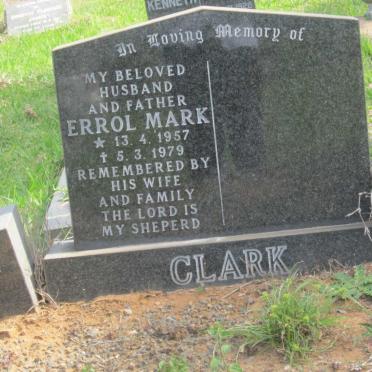 KENNETH
In Loving Memory of
MY BELOVED
HUSBAND
AND FATHER
ERROL MARK
* 13. 4. 1957
† 5. 3. 1979
REMEMBERED BY
HIS WIFE
AND FAMILY
THE LORD IS
MY SHEPERD
CLARK